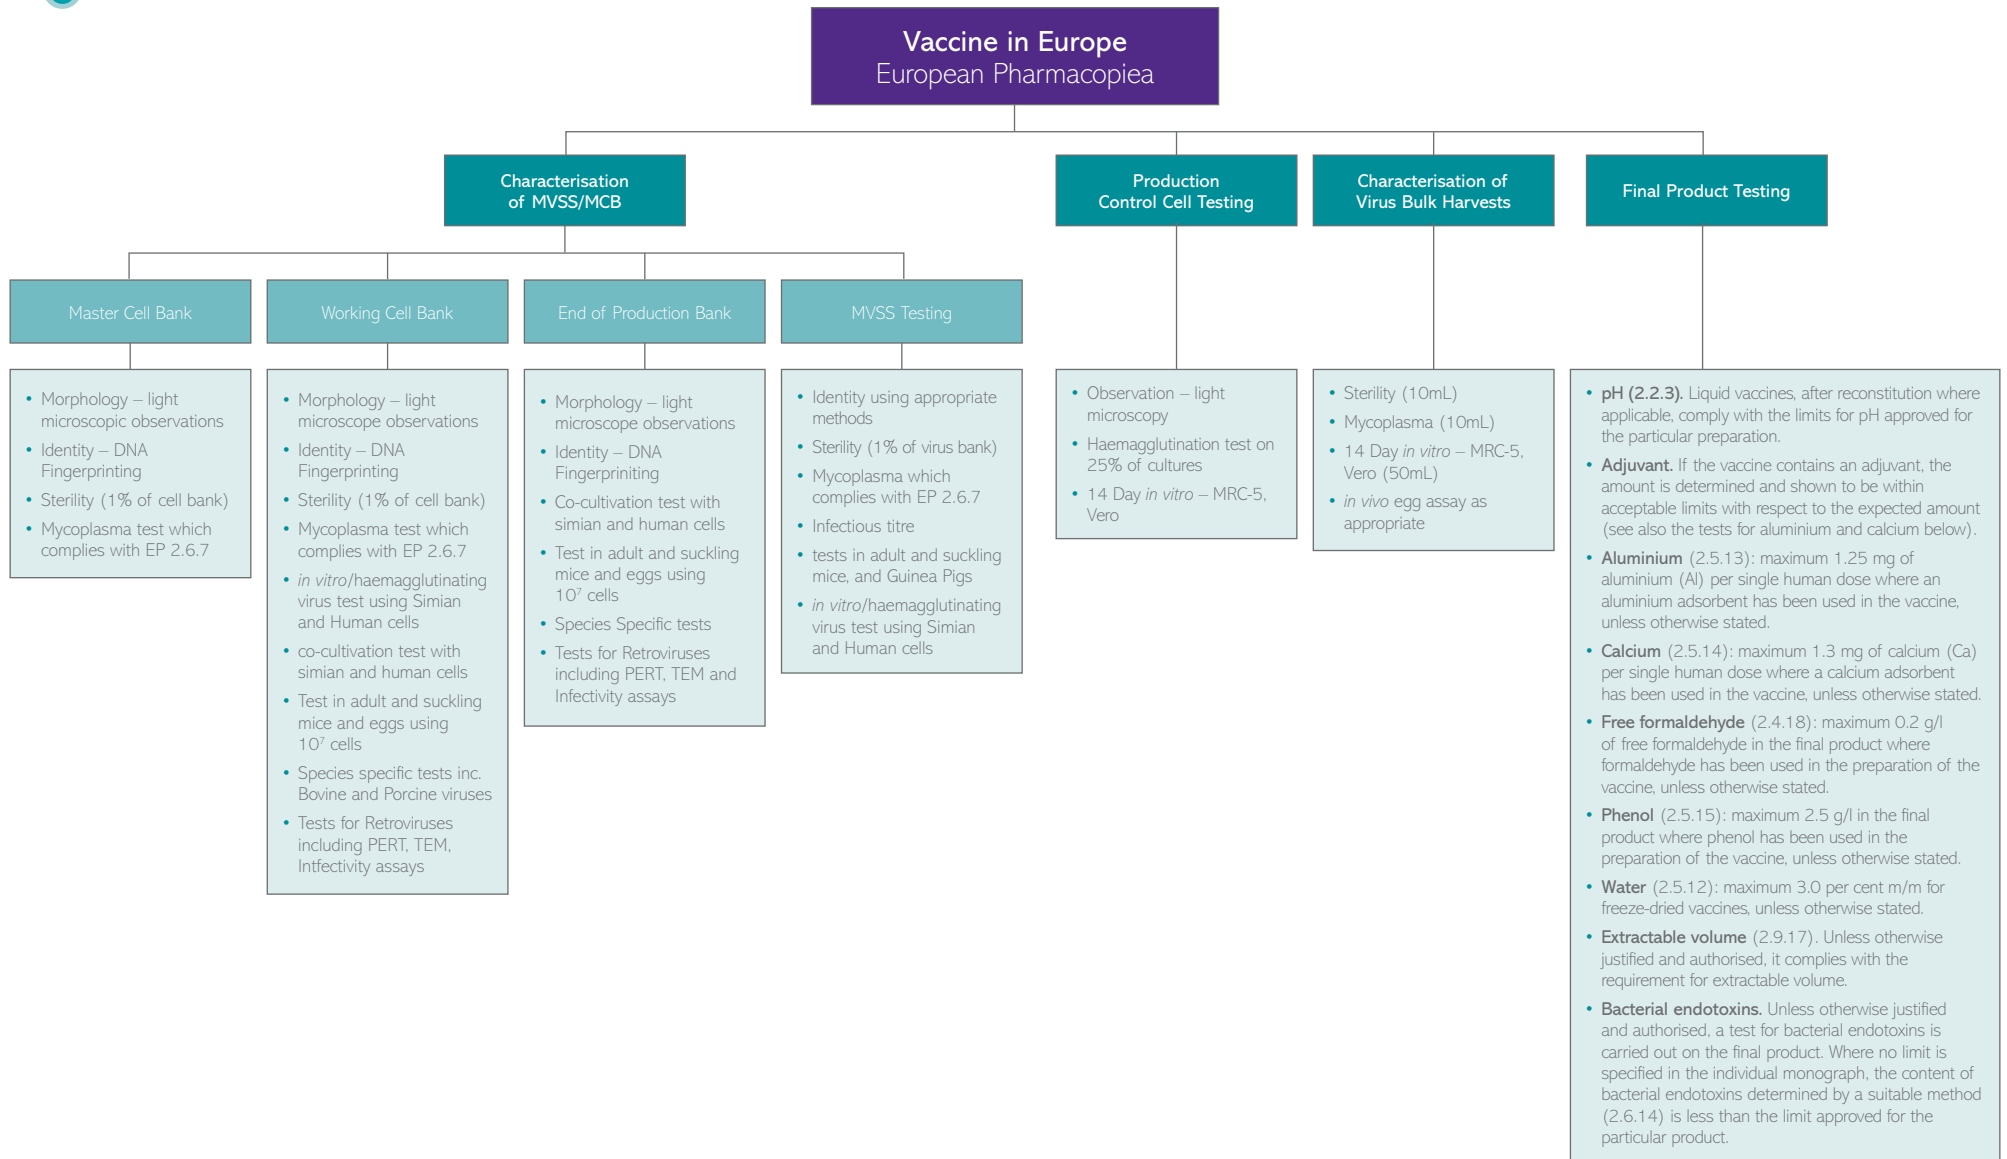 Vaccine in Europe
European Pharmacopiea
Characterisation
of MVSS/MCB
Production
Control Cell Testing
Characterisation of
Virus Bulk Harvests
Final Product Testing
Master Cell Bank
Working Cell Bank
End of Production Bank
MVSS Testing
• Morphology – light
microscopic observations
• Identity – DNA
Fingerprinting
• Sterility (1% of cell bank)
• Mycoplasma test which
complies with EP 2.6.7
• Morphology – light
microscope observations
• Identity – DNA
Fingerprinting
• Sterility (1% of cell bank)
• Mycoplasma test which
complies with EP 2.6.7
• in vitro/haemagglutinating
virus test using Simian
and Human cells
• co-cultivation test with
simian and human cells
• Test in adult and suckling
mice and eggs using
10⁷ cells
• Species specific tests inc.
Bovine and Porcine viruses
• Tests for Retroviruses
including PERT, TEM,
Intfectivity assays
• Morphology – light
microscope observations
• Identity – DNA
Fingerpriniting
• Co-cultivation test with
simian and human cells
• Test in adult and suckling
mice and eggs using
10⁷ cells
• Species Specific tests
• Tests for Retroviruses
including PERT, TEM and
Infectivity assays
• Identity using appropriate
methods
• Sterility (1% of virus bank)
• Mycoplasma which
complies with EP 2.6.7
• Infectious titre
• tests in adult and suckling
mice, and Guinea Pigs
• in vitro/haemagglutinating
virus test using Simian
and Human cells
• Observation – light
microscopy
• Haemagglutination test on
25% of cultures
• 14 Day in vitro – MRC-5,
Vero
• Sterility (10mL)
• Mycoplasma (10mL)
• 14 Day in vitro – MRC-5,
Vero (50mL)
• in vivo egg assay as
appropriate
• pH (2.2.3). Liquid vaccines, after reconstitution where
applicable, comply with the limits for pH approved for
the particular preparation.
• Adjuvant. If the vaccine contains an adjuvant, the
amount is determined and shown to be within
acceptable limits with respect to the expected amount
(see also the tests for aluminium and calcium below).
• Aluminium (2.5.13): maximum 1.25 mg of
aluminium (Al) per single human dose where an
aluminium adsorbent has been used in the vaccine,
unless otherwise stated.
• Calcium (2.5.14): maximum 1.3 mg of calcium (Ca)
per single human dose where a calcium adsorbent
has been used in the vaccine, unless otherwise stated.
• Free formaldehyde (2.4.18): maximum 0.2 g/l
of free formaldehyde in the final product where
formaldehyde has been used in the preparation of the
vaccine, unless otherwise stated.
• Phenol (2.5.15): maximum 2.5 g/l in the final
product where phenol has been used in the
preparation of the vaccine, unless otherwise stated.
• Water (2.5.12): maximum 3.0 per cent m/m for
freeze-dried vaccines, unless otherwise stated.
• Extractable volume (2.9.17). Unless otherwise
justified and authorised, it complies with the
requirement for extractable volume.
• Bacterial endotoxins. Unless otherwise justified
and authorised, a test for bacterial endotoxins is
carried out on the final product. Where no limit is
specified in the individual monograph, the content of
bacterial endotoxins determined by a suitable method
(2.6.14) is less than the limit approved for the
particular product.